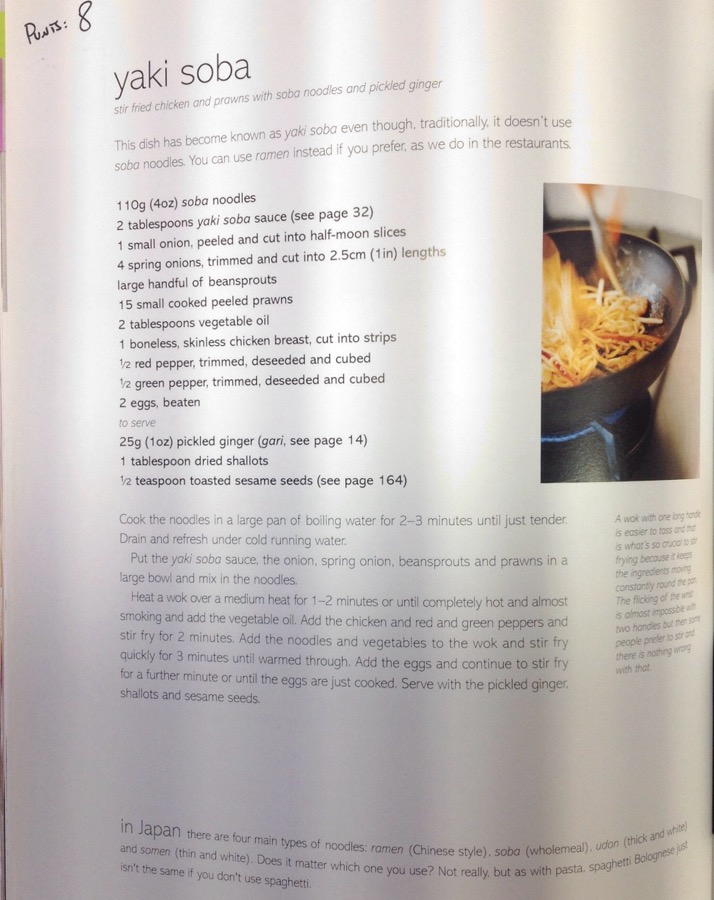 Punts: 8
yaki soba
stir fried chicken and prawns with soba noodles and pickled ginger
This dish has become known as yaki soba even though, traditionally, it doesn't use
soba noodles. You can use ramen instead if you prefer, as we do in the restaurants.
110g (4oz) soba noodles
2 tablespoons yaki soba sauce (see page 32)
1 small onion, peeled and cut into half-moon slices
4 spring onions, trimmed and cut into 2.5cm (1in) lengths
large handful of beansprouts
15 small cooked peeled prawns
2 tablespoons vegetable oil
1 boneless, skinless chicken breast, cut into strips
½ red pepper, trimmed, deseeded and cubed
½ green pepper, trimmed, deseeded and cubed
2 eggs, beaten
to serve
25g (1oz) pickled ginger (gari, see page 14)
1 tablespoon dried shallots
½ teaspoon toasted sesame seeds (see page 164)
Cook the noodles in a large pan of boiling water for 2–3 minutes until just tender.
Drain and refresh under cold running water.
Put the yaki soba sauce, the onion, spring onion, beansprouts and prawns in a
large bowl and mix in the noodles.
Heat a wok over a medium heat for 1–2 minutes or until completely hot and almost
smoking and add the vegetable oil. Add the chicken and red and green peppers and
stir fry for 2 minutes. Add the noodles and vegetables to the wok and stir fry
quickly for 3 minutes until warmed through. Add the eggs and continue to stir fry
for a further minute or until the eggs are just cooked. Serve with the pickled ginger,
shallots and sesame seeds.
A wok with one long handle
is easier to toss and that
is what's so crucial to stir
frying because it keeps
the ingredients moving
constantly round the pan.
The flicking of the wrist
is almost impossible with
two handles but then some
people prefer to stir and
there is nothing wrong
with that.
in Japan there are four main types of noodles: ramen (Chinese style), soba (wholemeal), udon (thick and white)
and somen (thin and white). Does it matter which one you use? Not really, but as with pasta, spaghetti Bolognese just
isn't the same if you don't use spaghetti.